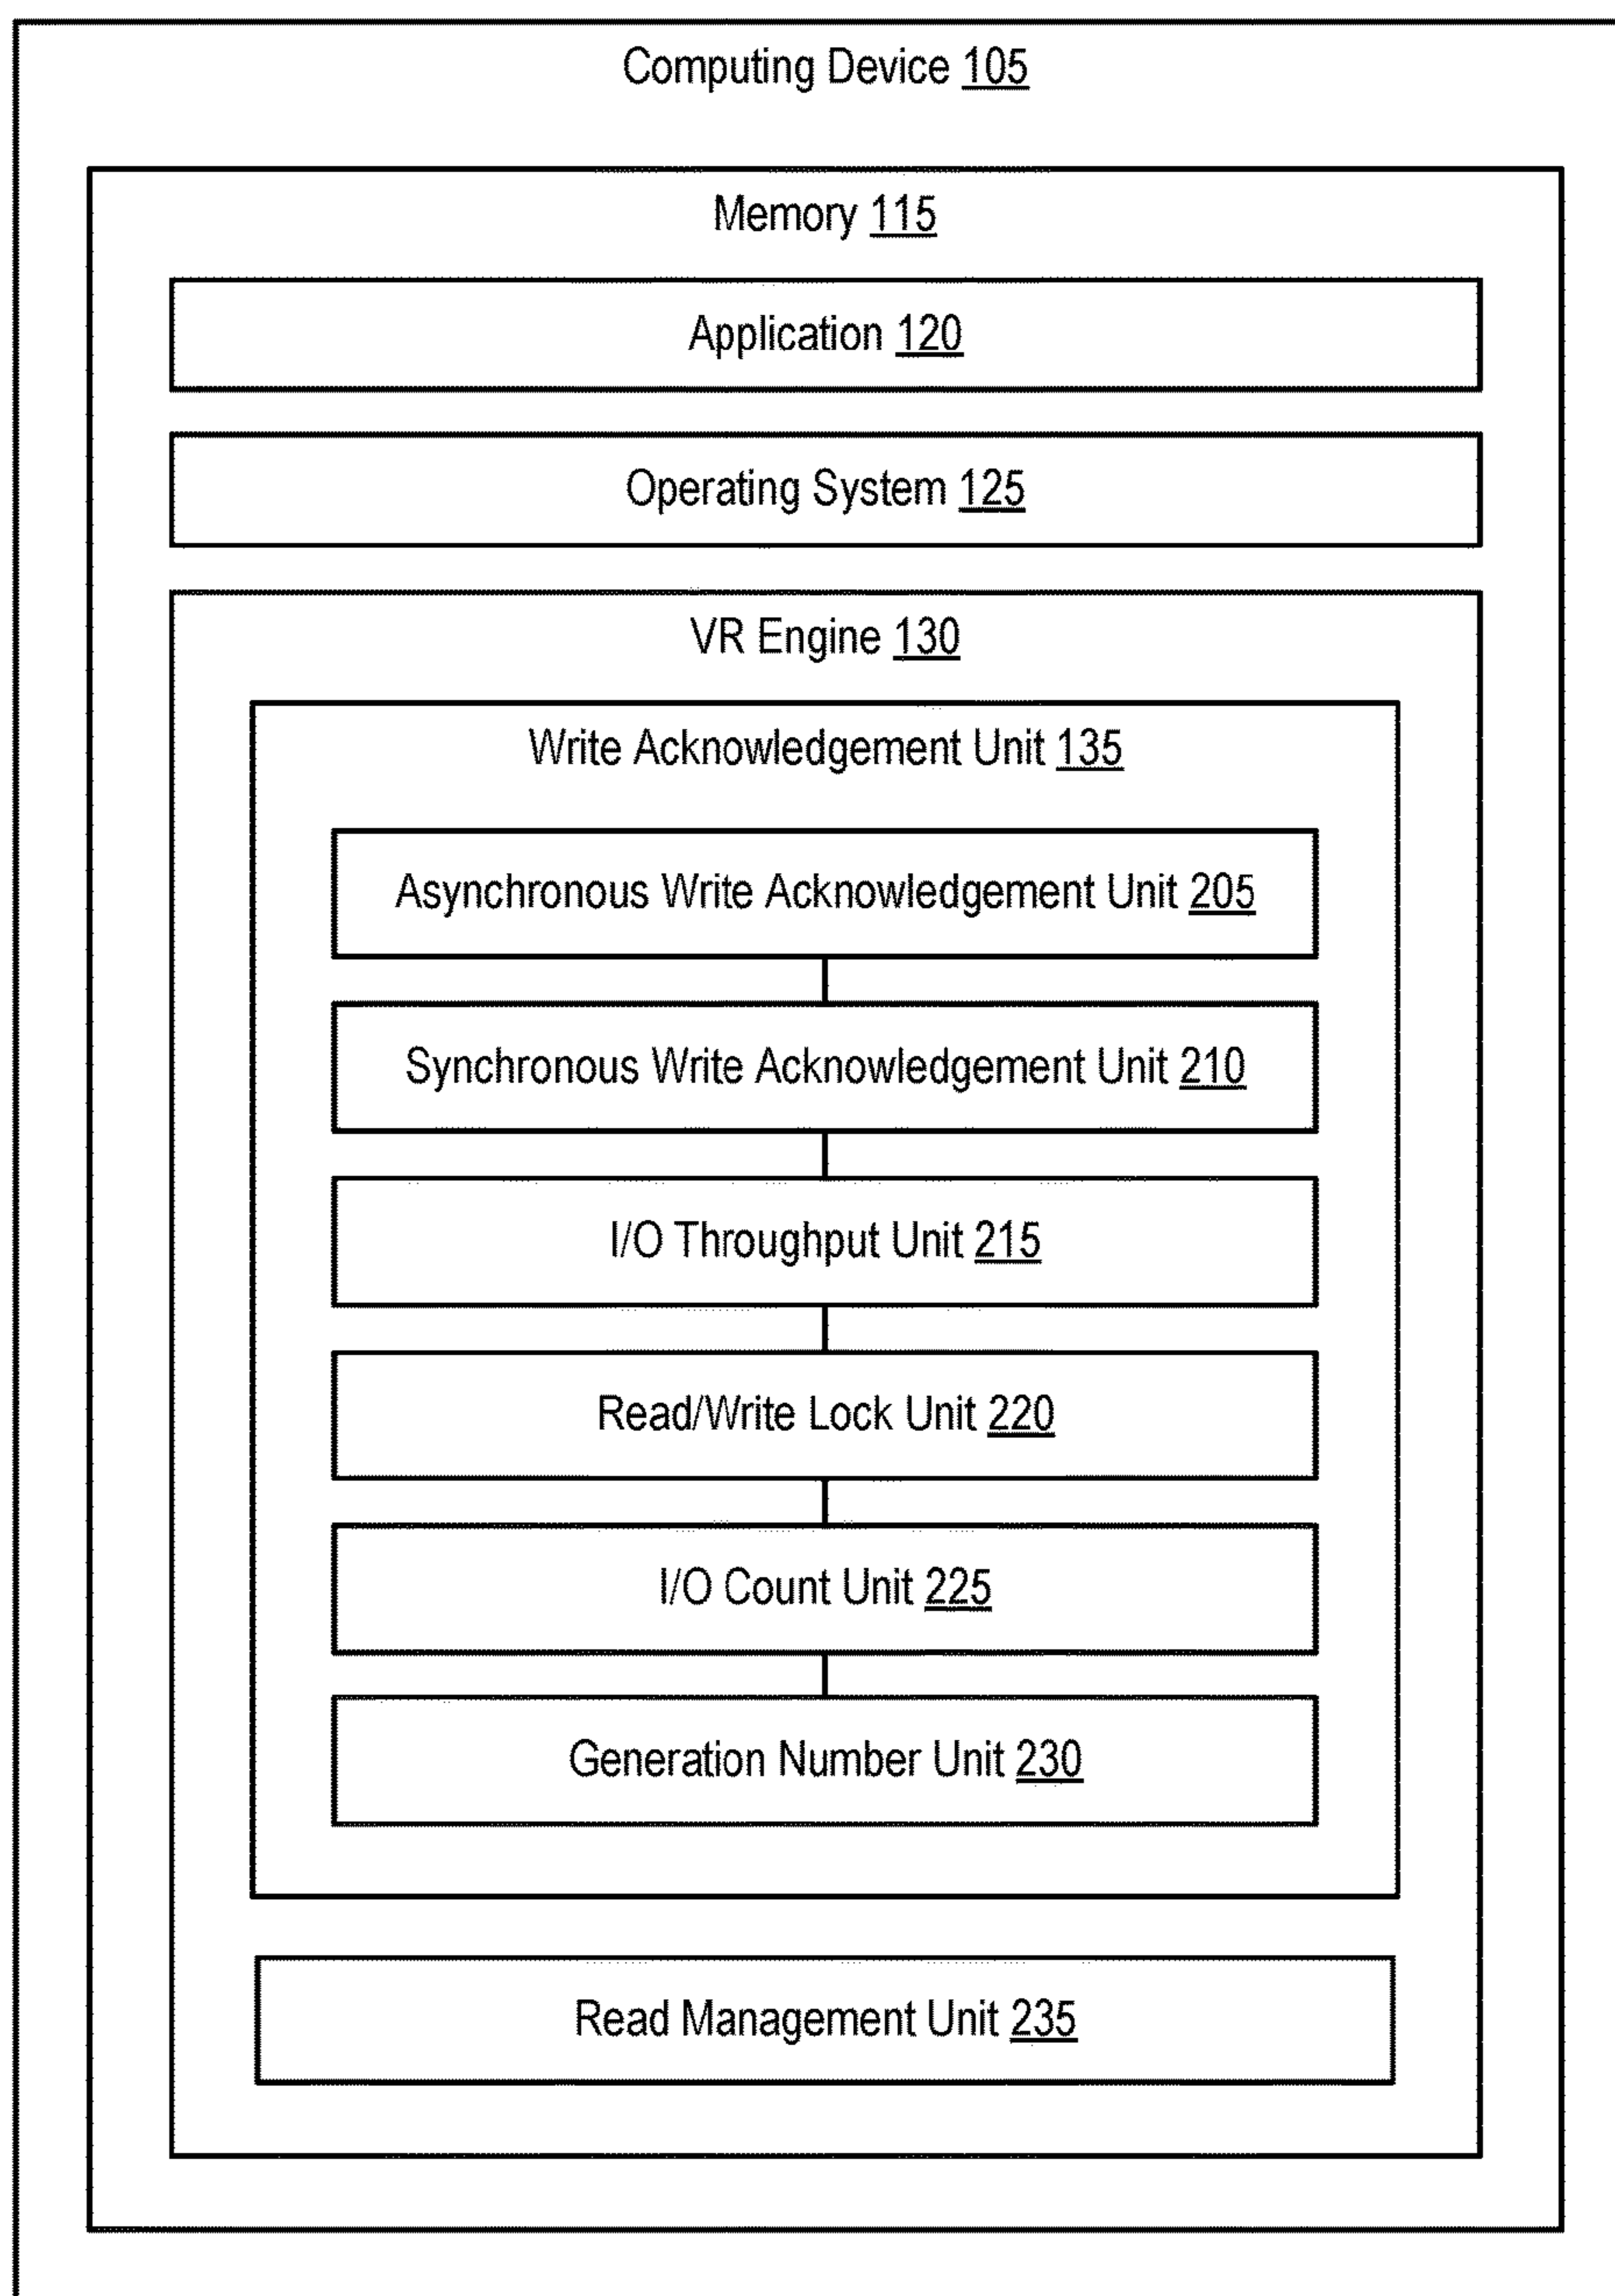 Computing Device 105
Memory 115
Application 120
Operating System 125
VR Engine 130
Write Acknowledgement Unit 135
Asynchronous Write Acknowledgement Unit 205
Synchronous Write Acknowledgement Unit 210
I/O Throughput Unit 215
Read/Write Lock Unit 220
I/O Count Unit 225
Generation Number Unit 230
Read Management Unit 235